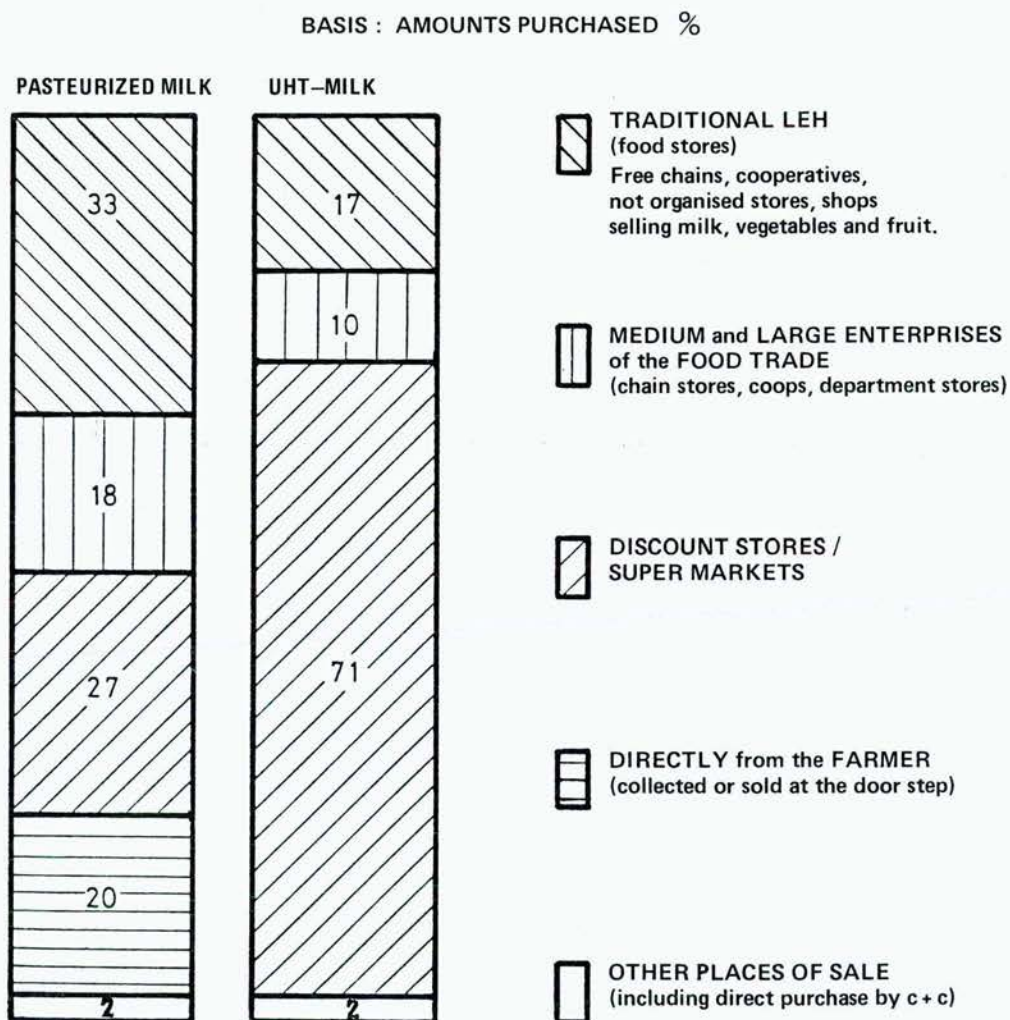 BASIS : AMOUNTS PURCHASED %
PASTEURIZED MILK
UHT–MILK
33
18
27
20
2
17
10
71
2
TRADITIONAL LEH
(food stores)
Free chains, cooperatives,
not organised stores, shops
selling milk, vegetables and fruit.
MEDIUM and LARGE ENTERPRISES
of the FOOD TRADE
(chain stores, coops, department stores)
DISCOUNT STORES /
SUPER MARKETS
DIRECTLY from the FARMER
(collected or sold at the door step)
OTHER PLACES OF SALE
(including direct purchase by c + c)